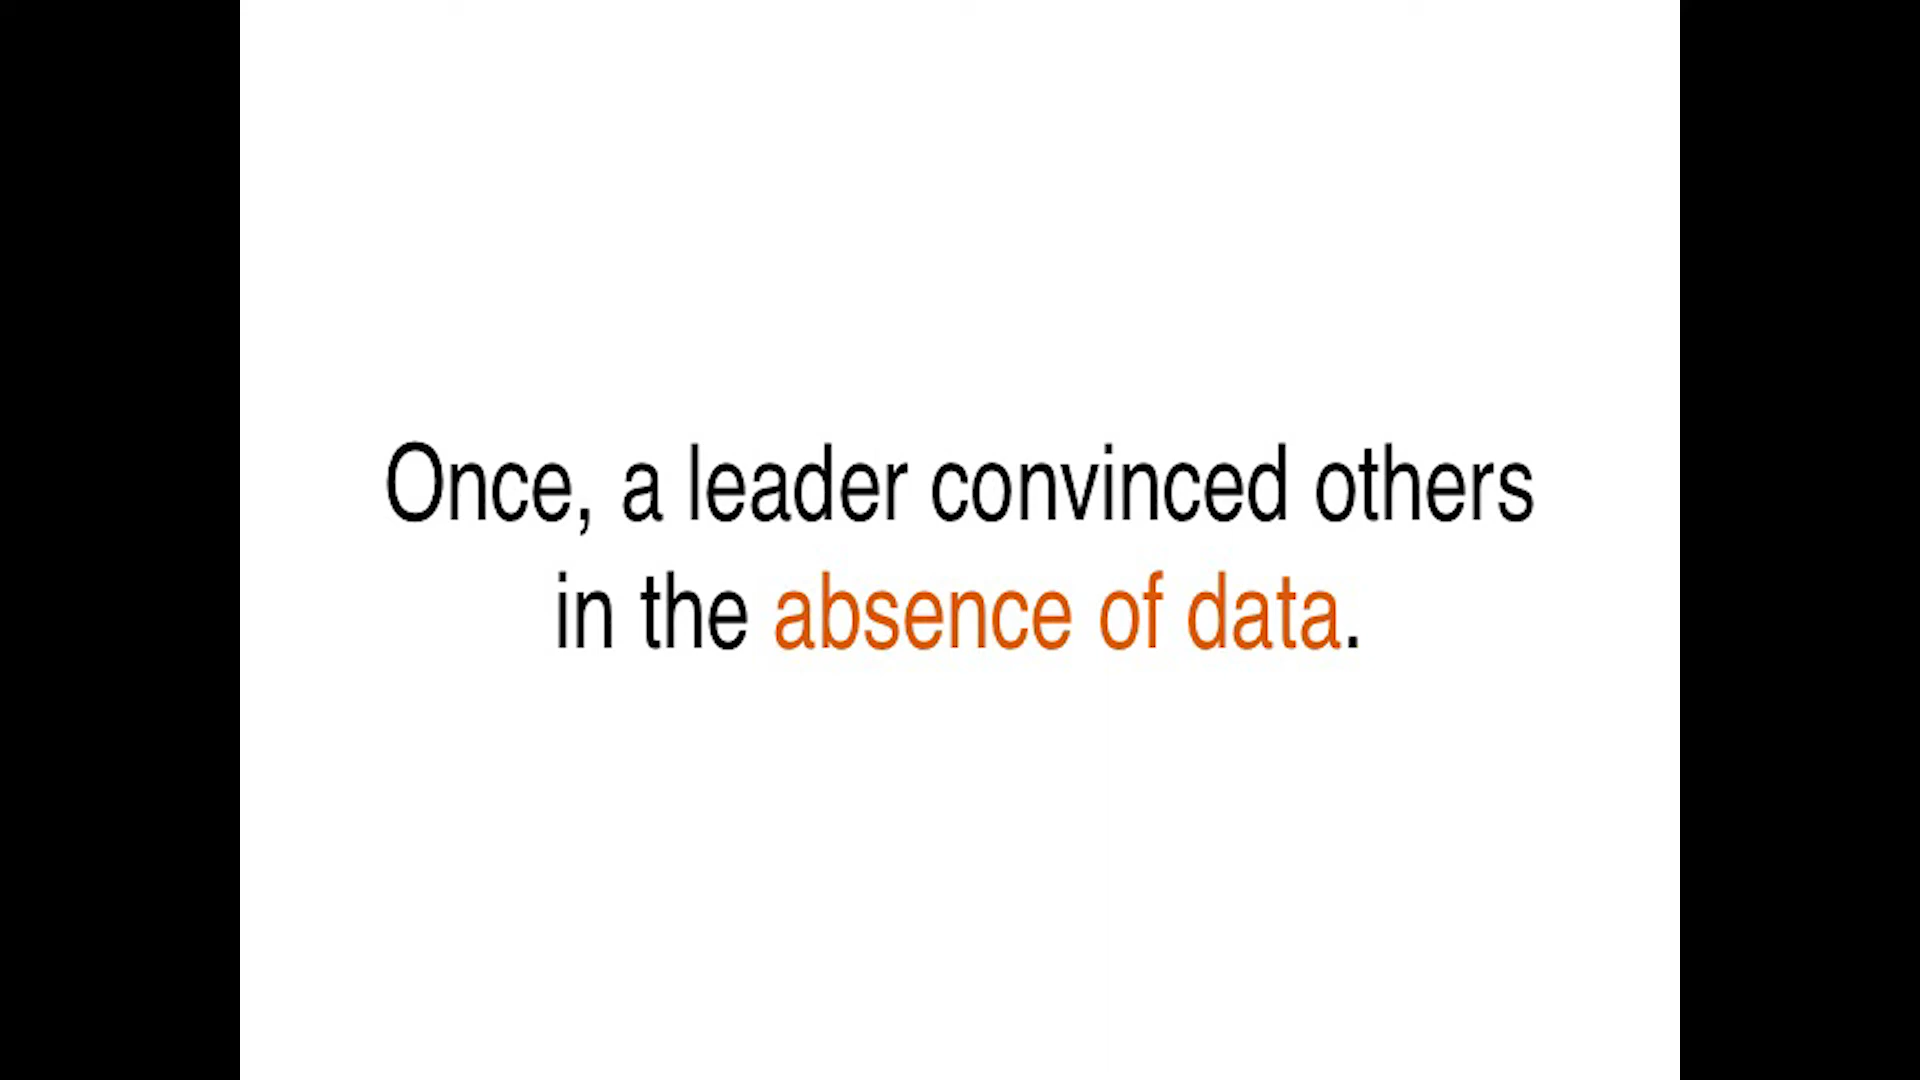 Once, a leader convinced others
in the absence of data.